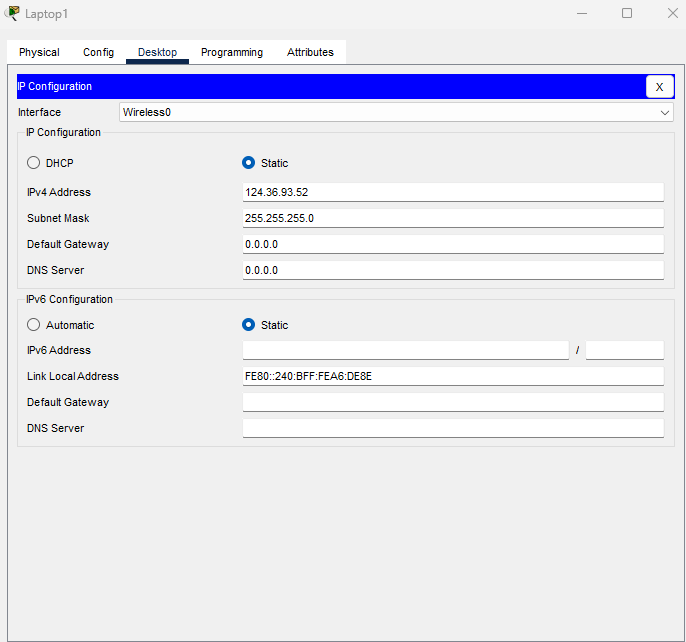 Laptop1
Physical Config Desktop Programming Attributes
IP Configuration X
Interface Wireless0
IP Configuration
DHCP Static
IPv4 Address 124.36.93.52
Subnet Mask 255.255.255.0
Default Gateway 0.0.0.0
DNS Server 0.0.0.0
IPv6 Configuration
Automatic Static
IPv6 Address /
Link Local Address FE80::240:BFF:FEA6:DE8E
Default Gateway
DNS Server